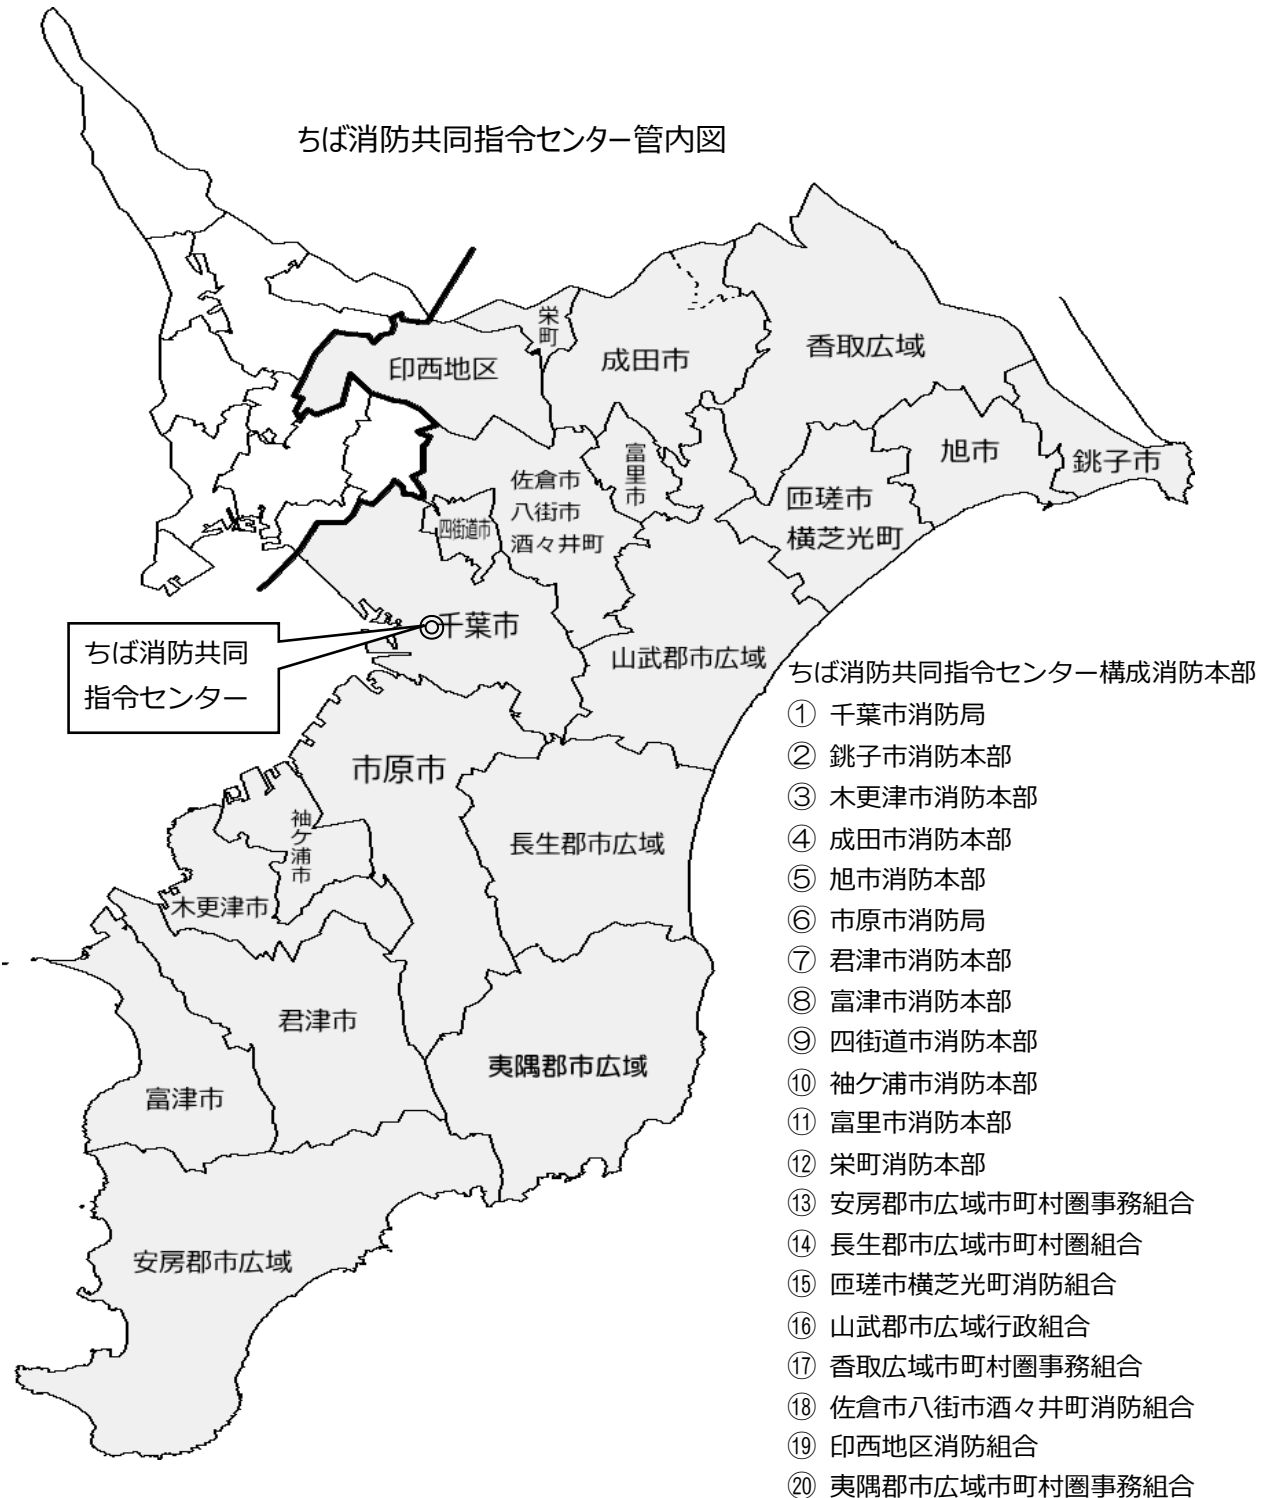 ちば消防共同指令センター管内図
栄町
印西地区
成田市
香取広域
富里市
旭市
銚子市
佐倉市
八街市
酒々井町
匝瑳市
横芝光町
四街道市
千葉市
ちば消防共同
指令センター
山武郡市広域
市原市
袖ケ浦市
長生郡市広域
木更津市
君津市
夷隅郡市広域
富津市
安房郡市広域
ちば消防共同指令センター構成消防本部
① 千葉市消防局
② 銚子市消防本部
③ 木更津市消防本部
④ 成田市消防本部
⑤ 旭市消防本部
⑥ 市原市消防局
⑦ 君津市消防本部
⑧ 富津市消防本部
⑨ 四街道市消防本部
⑩ 袖ケ浦市消防本部
⑪ 富里市消防本部
⑫ 栄町消防本部
⑬ 安房郡市広域市町村圏事務組合
⑭ 長生郡市広域市町村圏組合
⑮ 匝瑳市横芝光町消防組合
⑯ 山武郡市広域行政組合
⑰ 香取広域市町村圏事務組合
⑱ 佐倉市八街市酒々井町消防組合
⑲ 印西地区消防組合
⑳ 夷隅郡市広域市町村圏事務組合